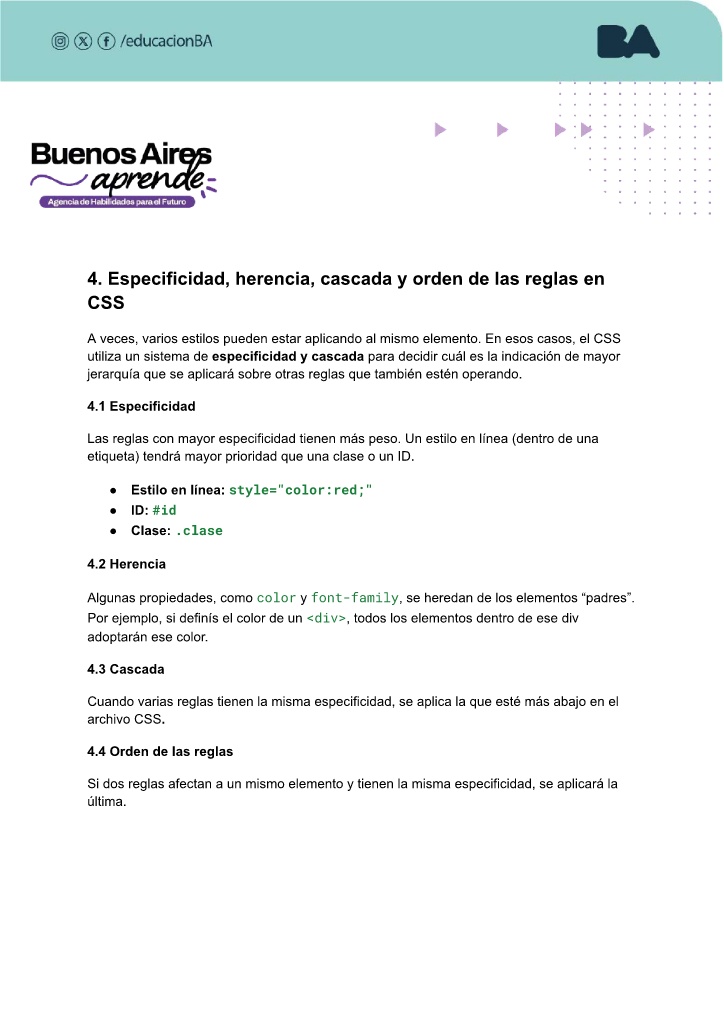 /educacionBA
BA
Buenos Aires
aprende
Agencia de Habilidades para el Futuro
4. Especificidad, herencia, cascada y orden de las reglas en
CSS
A veces, varios estilos pueden estar aplicando al mismo elemento. En esos casos, el CSS
utiliza un sistema de especificidad y cascada para decidir cuál es la indicación de mayor
jerarquía que se aplicará sobre otras reglas que también estén operando.
4.1 Especificidad
Las reglas con mayor especificidad tienen más peso. Un estilo en línea (dentro de una
etiqueta) tendrá mayor prioridad que una clase o un ID.
● Estilo en línea: style="color:red;"
● ID: #id
● Clase: .clase
4.2 Herencia
Algunas propiedades, como color y font-family, se heredan de los elementos “padres”.
Por ejemplo, si definís el color de un <div>, todos los elementos dentro de ese div
adoptarán ese color.
4.3 Cascada
Cuando varias reglas tienen la misma especificidad, se aplica la que esté más abajo en el
archivo CSS.
4.4 Orden de las reglas
Si dos reglas afectan a un mismo elemento y tienen la misma especificidad, se aplicará la
última.